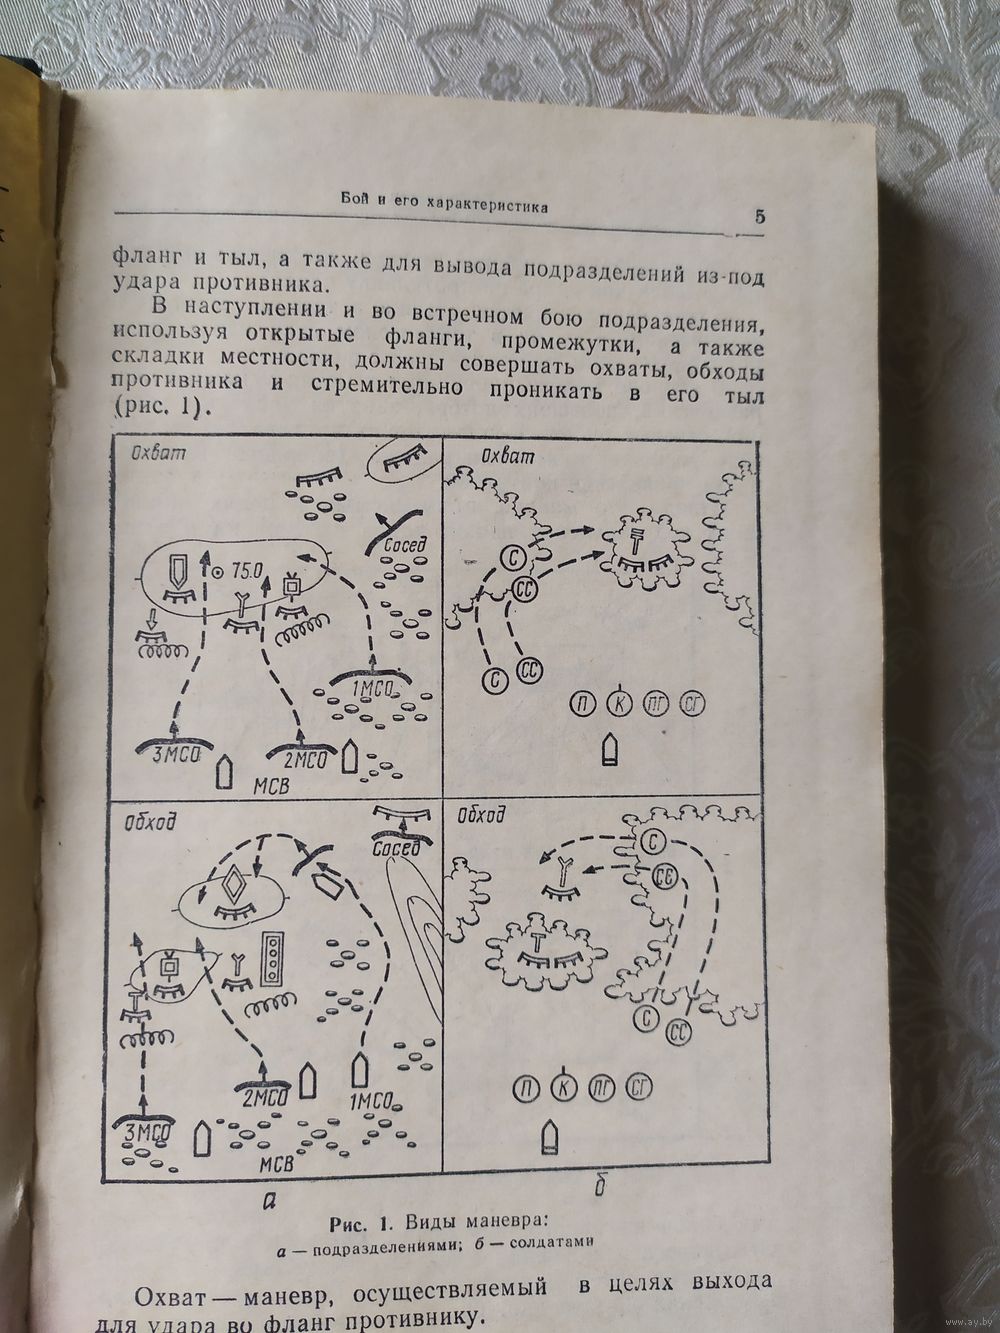 Бой и его характеристика
5
фланг и тыл, а также для вывода подразделений из-под
удара противника.
В наступлении и во встречном бою подразделения,
используя открытые фланги, промежутки, а также
складки местности, должны совершать охваты, обходы
противника и стремительно проникать в его тыл
(рис. 1).
Охват
Сосед
75.0
1МСО
3МСО
2МСО
МСВ
Охват
С
СС
С
СС
П К ПГ СГ
Обход
Сосед
2МСО
1МСО
3МСО
МСВ
Обход
С
СС
С
СС
П К ПГ СГ
а
б
Рис. 1. Виды маневра:
а — подразделениями; б — солдатами
Охват — маневр, осуществляемый в целях выхода
для удара во фланг противнику.
www.ay.by